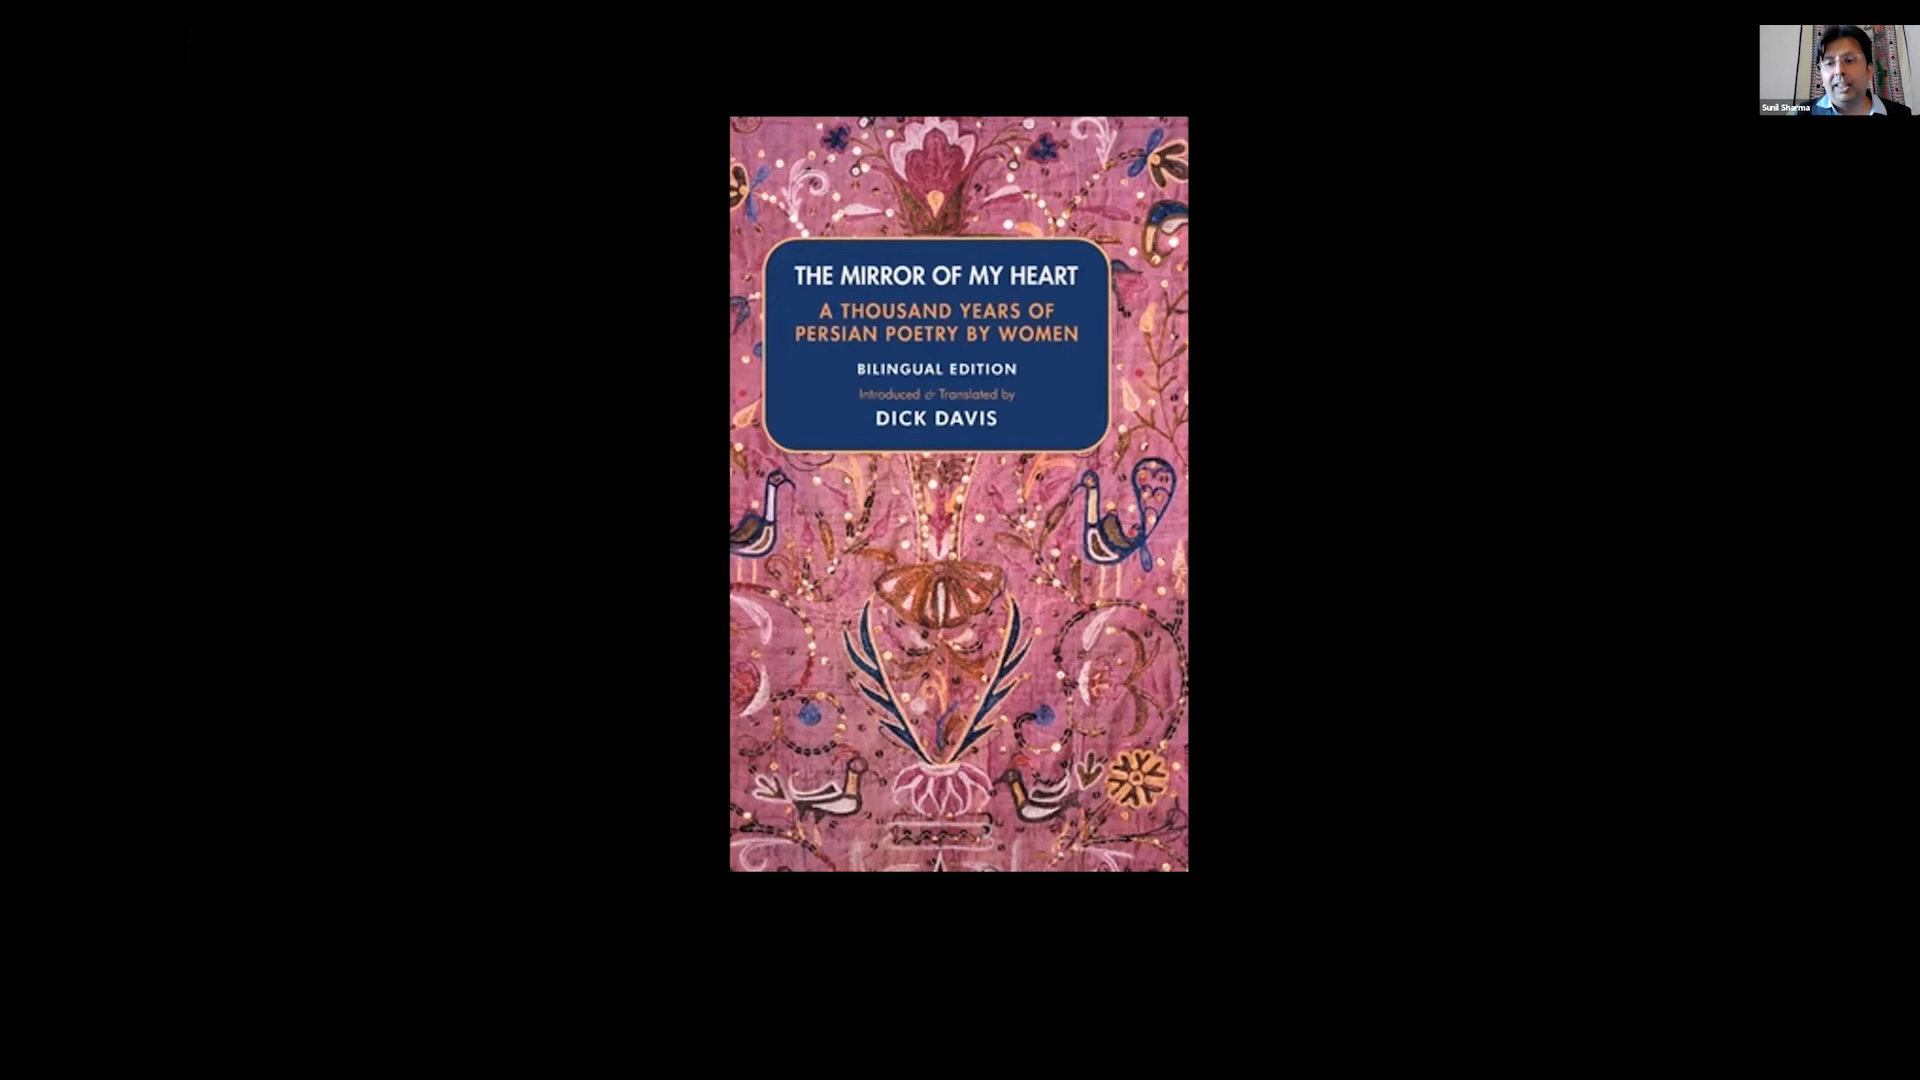 THE MIRROR OF MY HEART
A THOUSAND YEARS OF
PERSIAN POETRY BY WOMEN
BILINGUAL EDITION
Introduced & Translated by
DICK DAVIS
Sunil Sharma